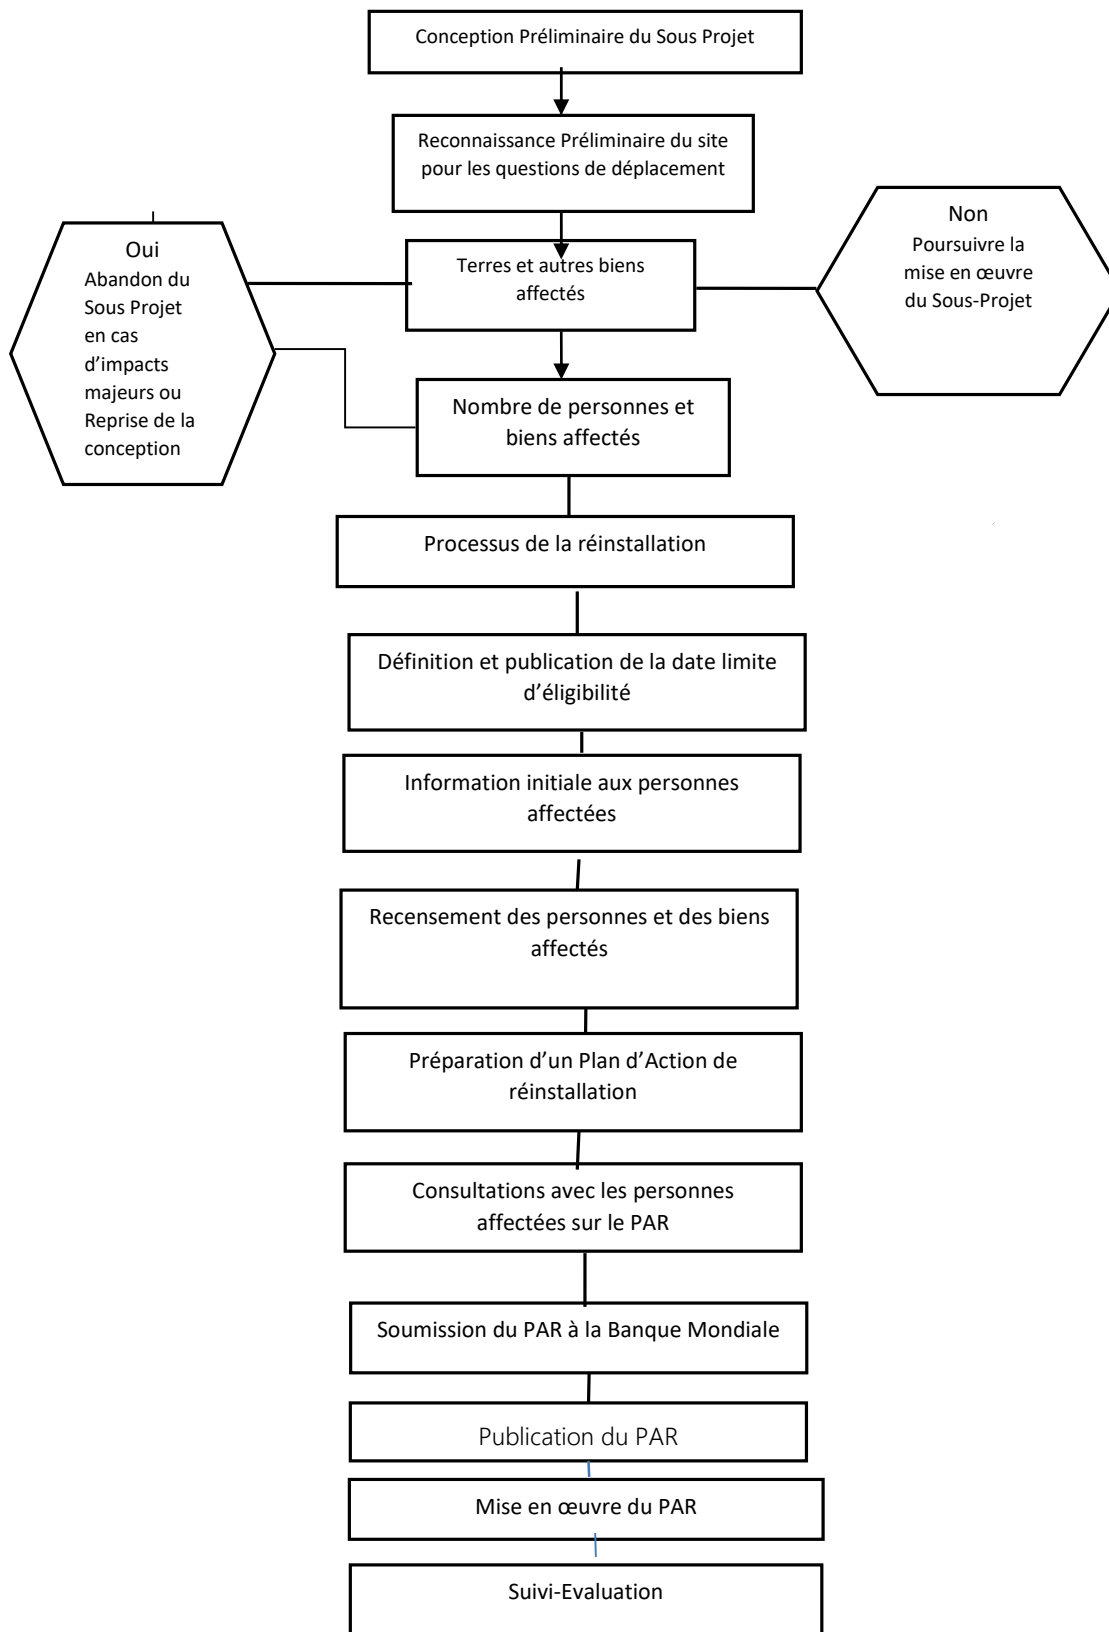 Conception Préliminaire du Sous Projet
Reconnaissance Préliminaire du site
pour les questions de déplacement
Oui
Abandon du
Sous Projet
en cas
d’impacts
majeurs ou
Reprise de la
conception
Terres et autres biens
affectés
Non
Poursuivre la
mise en œuvre
du Sous-Projet
Nombre de personnes et
biens affectés
Processus de la réinstallation
Définition et publication de la date limite
d’éligibilité
Information initiale aux personnes
affectées
Recensement des personnes et des biens
affectés
Préparation d’un Plan d’Action de
réinstallation
Consultations avec les personnes
affectées sur le PAR
Soumission du PAR à la Banque Mondiale
Publication du PAR
Mise en œuvre du PAR
Suivi-Evaluation